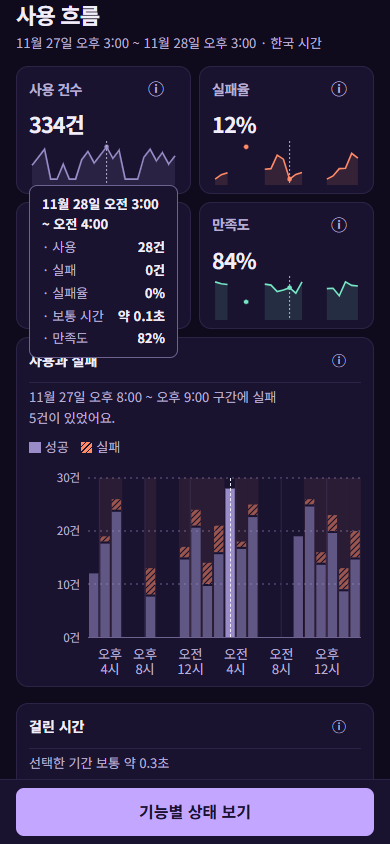 사용 흐름
11월 27일 오후 3:00 ~ 11월 28일 오후 3:00 · 한국 시간
사용 건수 ⓘ
334건
실패율 ⓘ
12%
11월 28일 오전 3:00
~ 오전 4:00
· 사용 28건
· 실패 0건
· 실패율 0%
· 보통 시간 약 0.1초
· 만족도 82%
만족도 ⓘ
84%
사용과 실패 ⓘ
11월 27일 오후 8:00 ~ 오후 9:00 구간에 실패
5건이 있었어요.
성공 실패
30건
20건
10건
0건
오후 오후 오전 오전 오전 오후
4시 8시 12시 4시 8시 12시
걸린 시간 ⓘ
선택한 기간 보통 약 0.3초
기능별 상태 보기